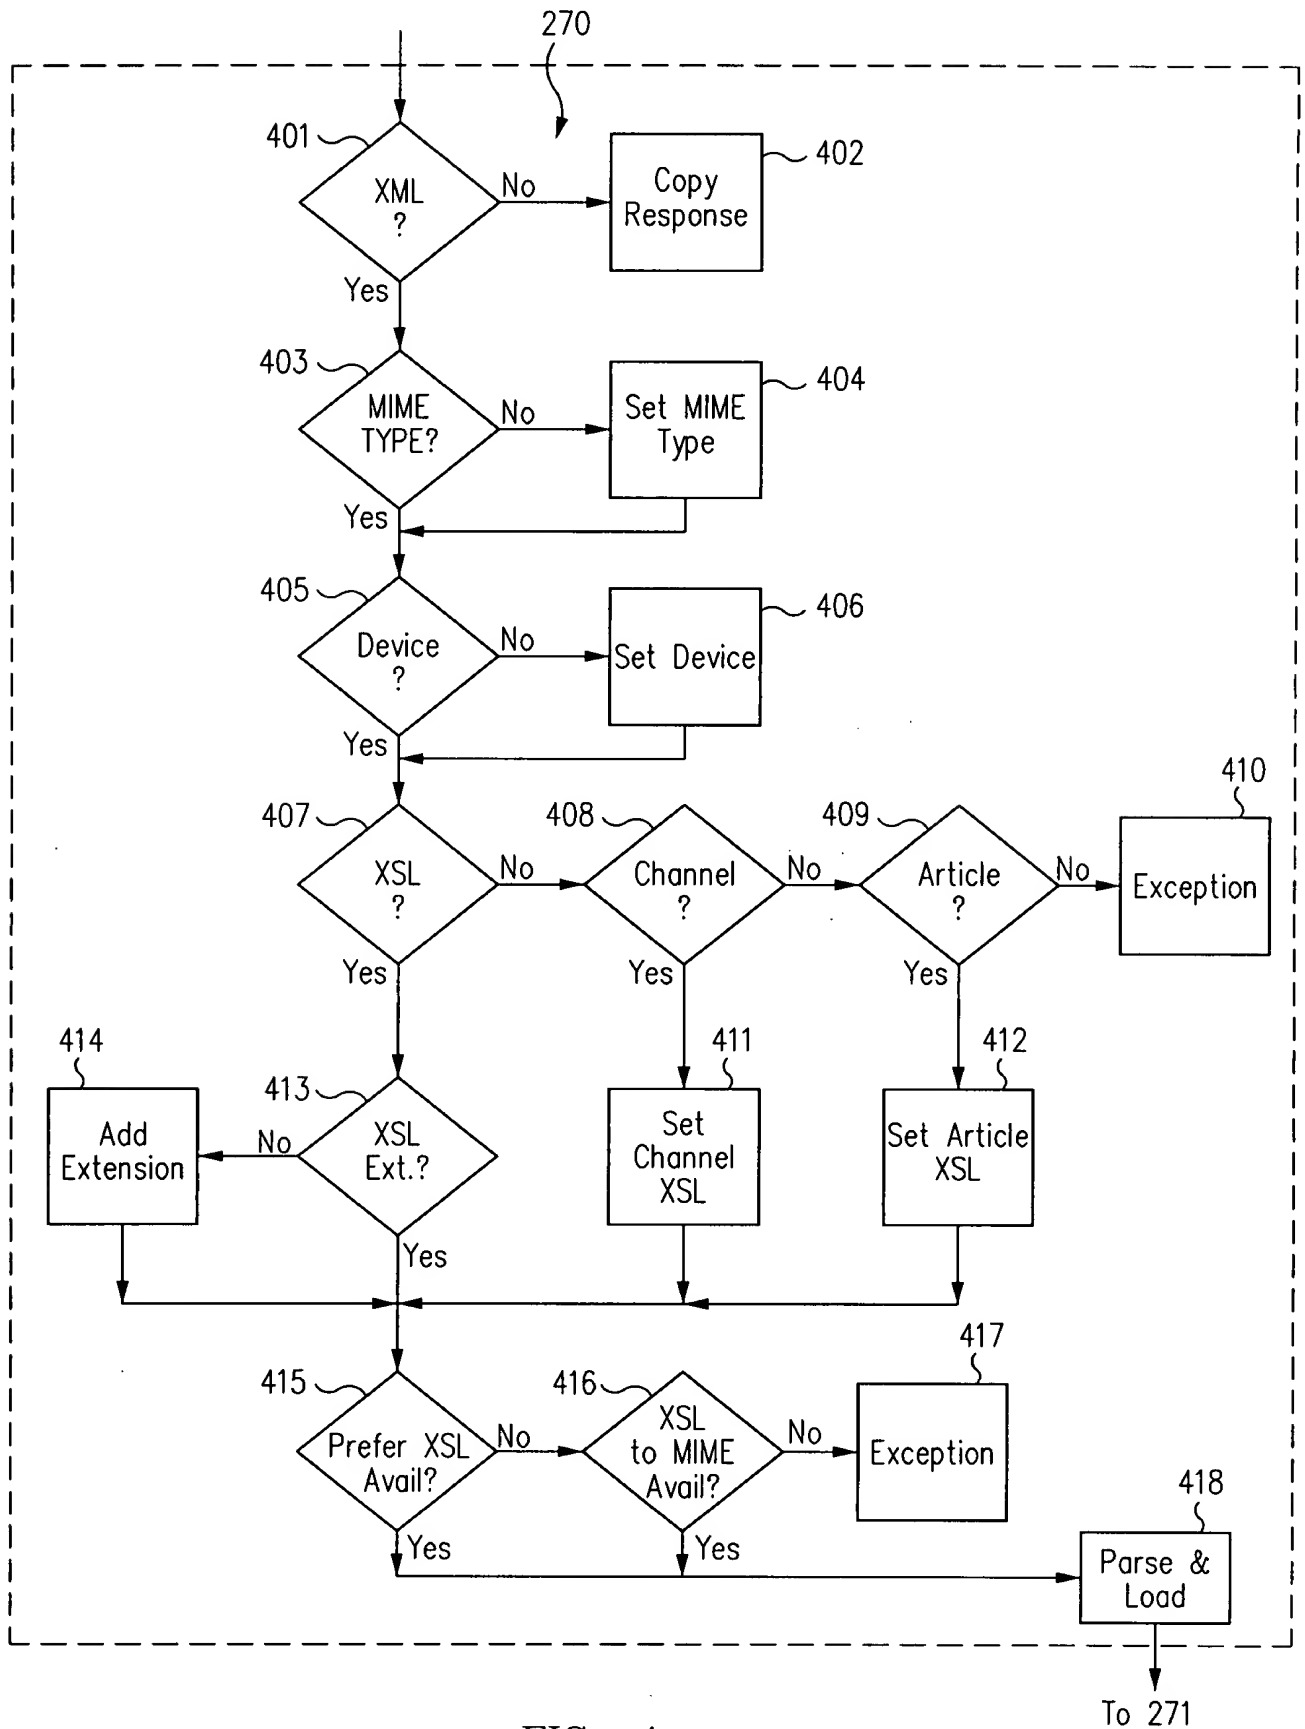 270
401
XML
?
No
Copy
Response
402
Yes
403
MIME
TYPE?
No
Set MIME
Type
404
Yes
405
Device
?
No
Set Device
406
Yes
407
XSL
?
No
408
Channel
?
No
409
Article
?
No
410
Exception
Yes
Yes
Yes
414
Add
Extension
No
413
XSL
Ext.?
411
Set
Channel
XSL
412
Set Article
XSL
Yes
415
Prefer XSL
Avail?
No
416
XSL
to MIME
Avail?
No
417
Exception
Yes
Yes
418
Parse &
Load
To 271